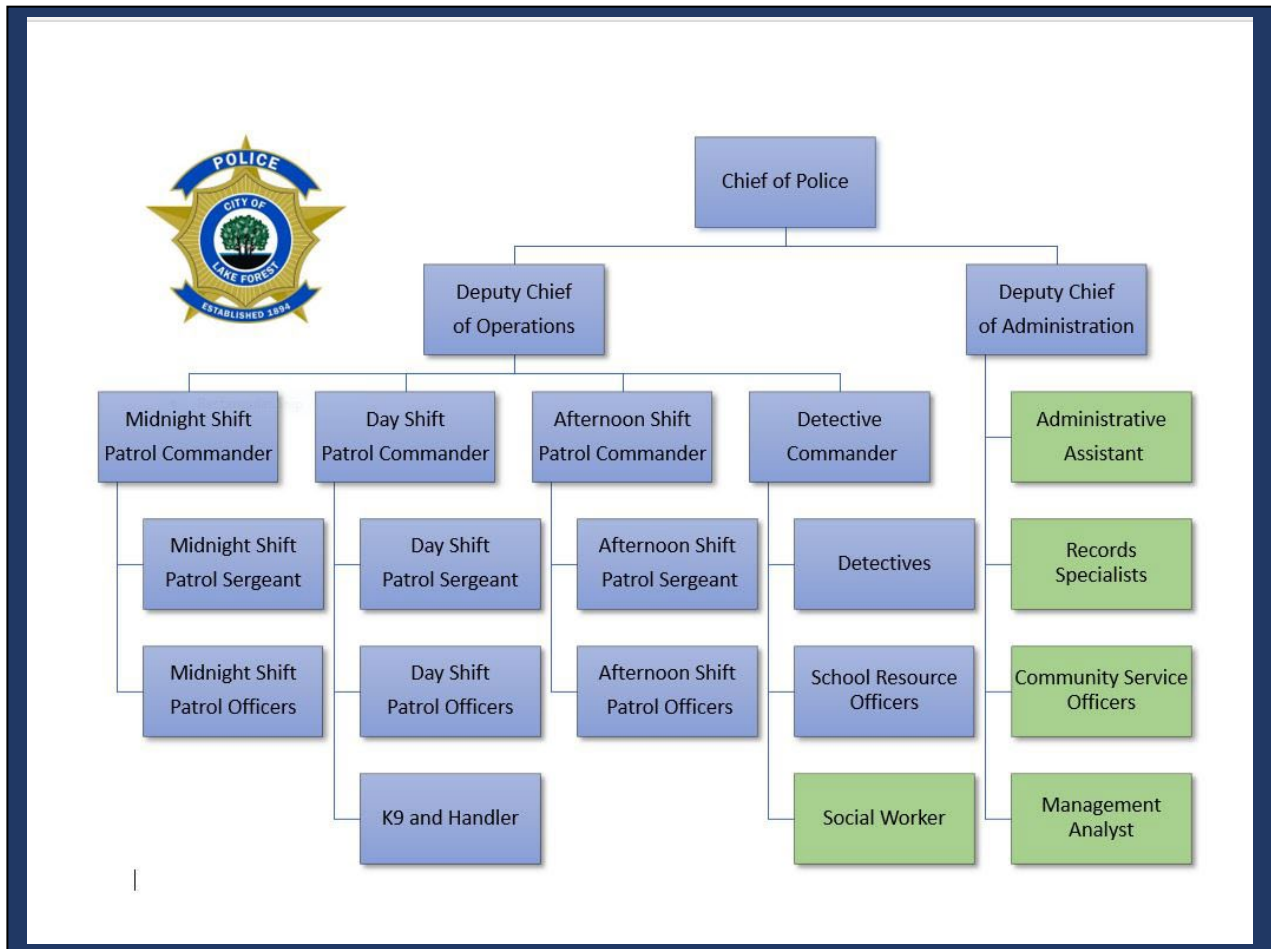 POLICE
CITY OF
LAKE FOREST
ESTABLISHED 1894
Chief of Police
Deputy Chief
of Operations
Deputy Chief
of Administration
Midnight Shift
Patrol Commander
Day Shift
Patrol Commander
Afternoon Shift
Patrol Commander
Detective
Commander
Administrative
Assistant
Midnight Shift
Patrol Sergeant
Day Shift
Patrol Sergeant
Afternoon Shift
Patrol Sergeant
Detectives
Records
Specialists
Midnight Shift
Patrol Officers
Day Shift
Patrol Officers
Afternoon Shift
Patrol Officers
School Resource
Officers
Community Service
Officers
K9 and Handler
Social Worker
Management
Analyst